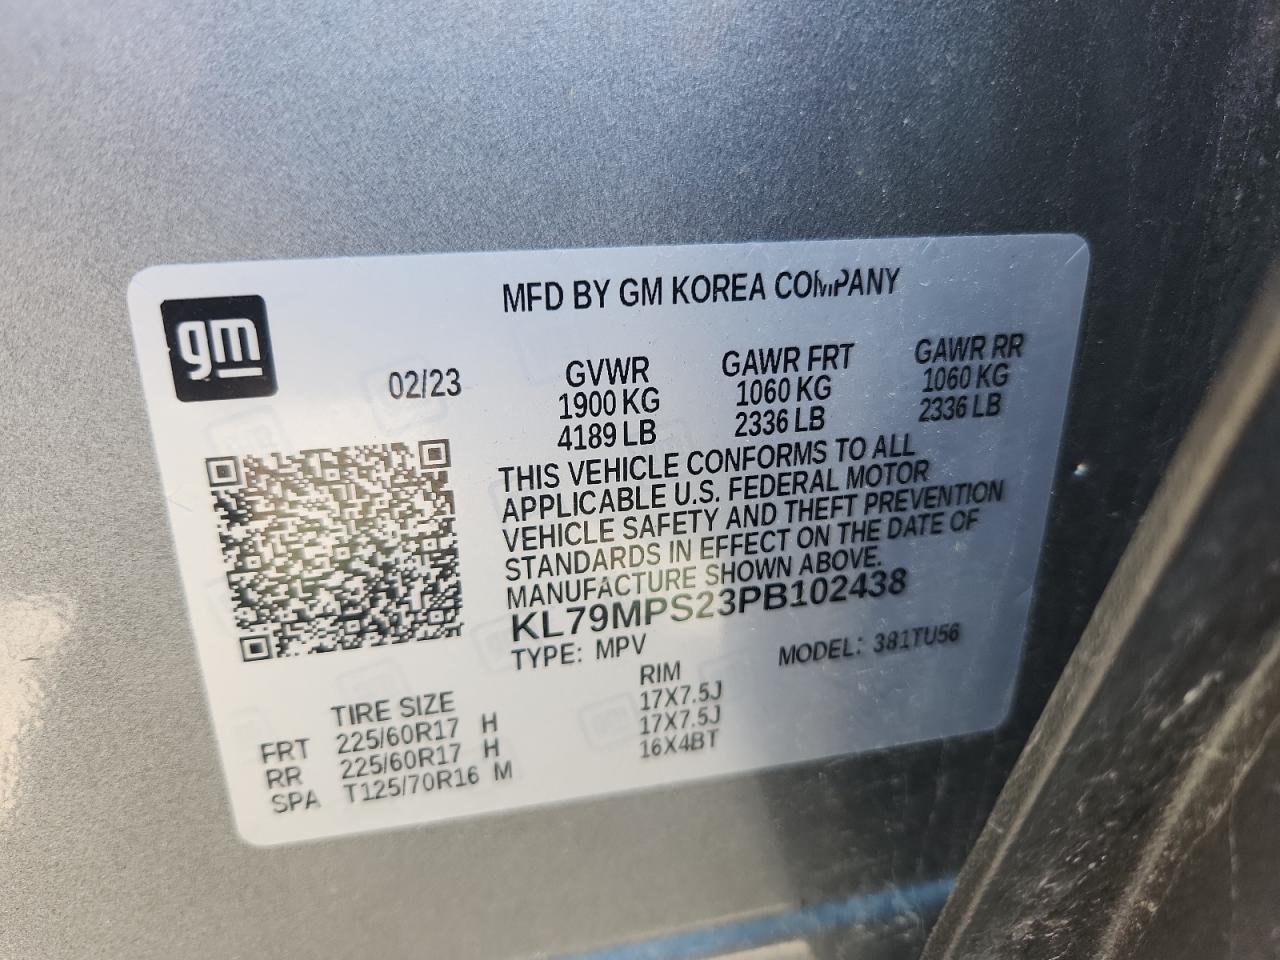 gm
MFD BY GM KOREA COMPANY
02/23
GVWR GAWR FRT GAWR RR
1900 KG 1060 KG 1060 KG
4189 LB 2336 LB 2336 LB
THIS VEHICLE CONFORMS TO ALL
APPLICABLE U.S. FEDERAL MOTOR
VEHICLE SAFETY AND THEFT PREVENTION
STANDARDS IN EFFECT ON THE DATE OF
MANUFACTURE SHOWN ABOVE.
KL79MPS23PB102438
TYPE: MPV MODEL: 381TU56
TIRE SIZE RIM
FRT 225/60R17 H 17X7.5J
RR 225/60R17 H 17X7.5J
SPA T125/70R16 M 16X4BT